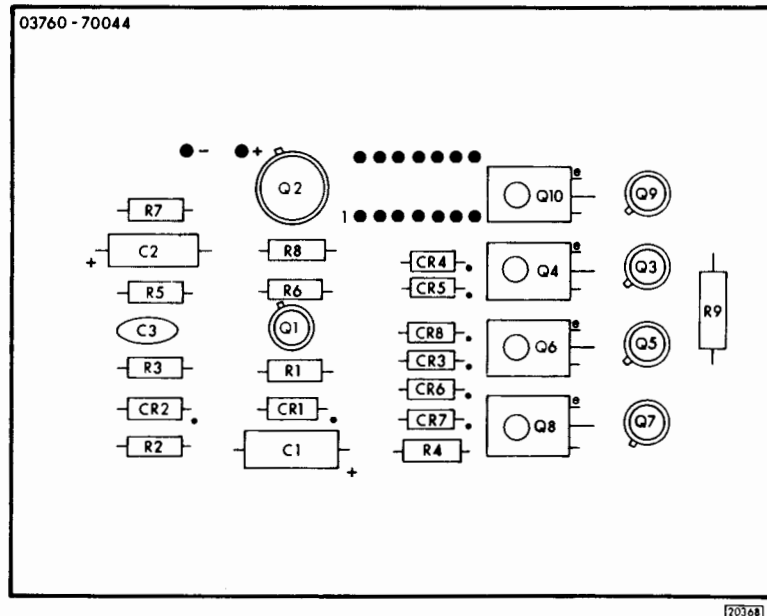 03760-70044
- +
Q2
e
Q10
Q9
R7
1
C2
+
R8
CR4
e
Q4
Q3
R5
R6
CR5
R9
C3
Q1
CR8
e
Q6
Q5
R3
R1
CR3
CR6
CR2
CR1
CR7
e
Q8
Q7
R2
C1
+
R4
20368